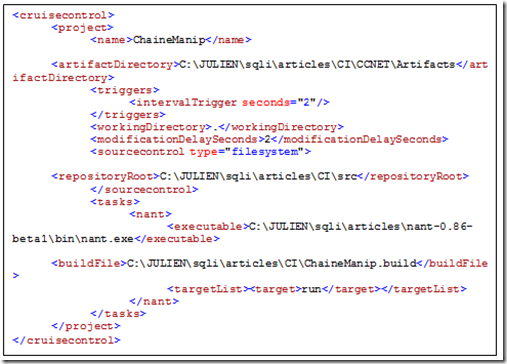 <cruisecontrol>
<project>
<name>ChaineManip</name>
<artifactDirectory>C:\JULIEN\sqli\articles\CI\CCNET\Artifacts</art
ifactDirectory>
<triggers>
<intervalTrigger seconds="2"/>
</triggers>
<workingDirectory>.</workingDirectory>
<modificationDelaySeconds>2</modificationDelaySeconds>
<sourcecontrol type="filesystem">
<repositoryRoot>C:\JULIEN\sqli\articles\CI\src</repositoryRoot>
</sourcecontrol>
<tasks>
<nant>
<executable>C:\JULIEN\sqli\articles\nant-0.86-
beta1\bin\nant.exe</executable>
<buildFile>C:\JULIEN\sqli\articles\CI\ChaineManip.build</buildFile
>
<targetList><target>run</target></targetList>
</nant>
</tasks>
</project>
</cruisecontrol>